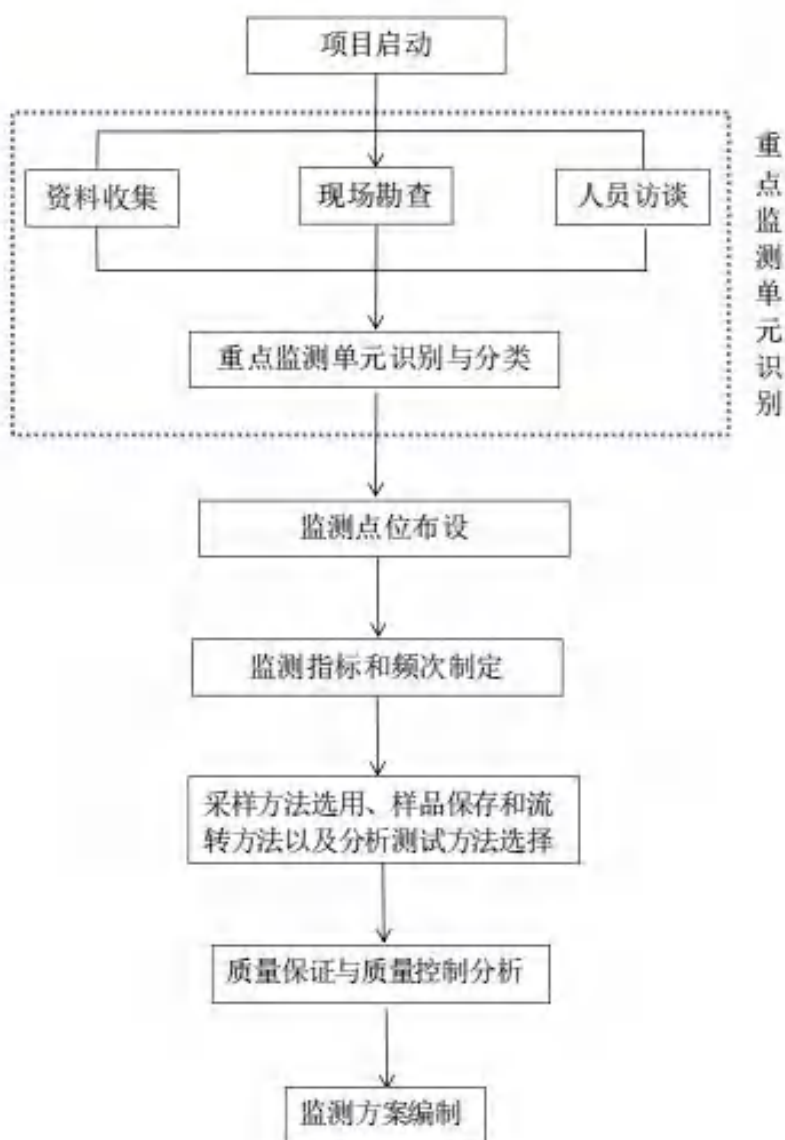 项目启动
资料收集
现场勘查
人员访谈
重点监测单元识别
重点监测单元识别与分类
监测点位布设
监测指标和频次制定
采样方法选用、样品保存和流
转方法以及分析测试方法选择
质量保证与质量控制分析
监测方案编制